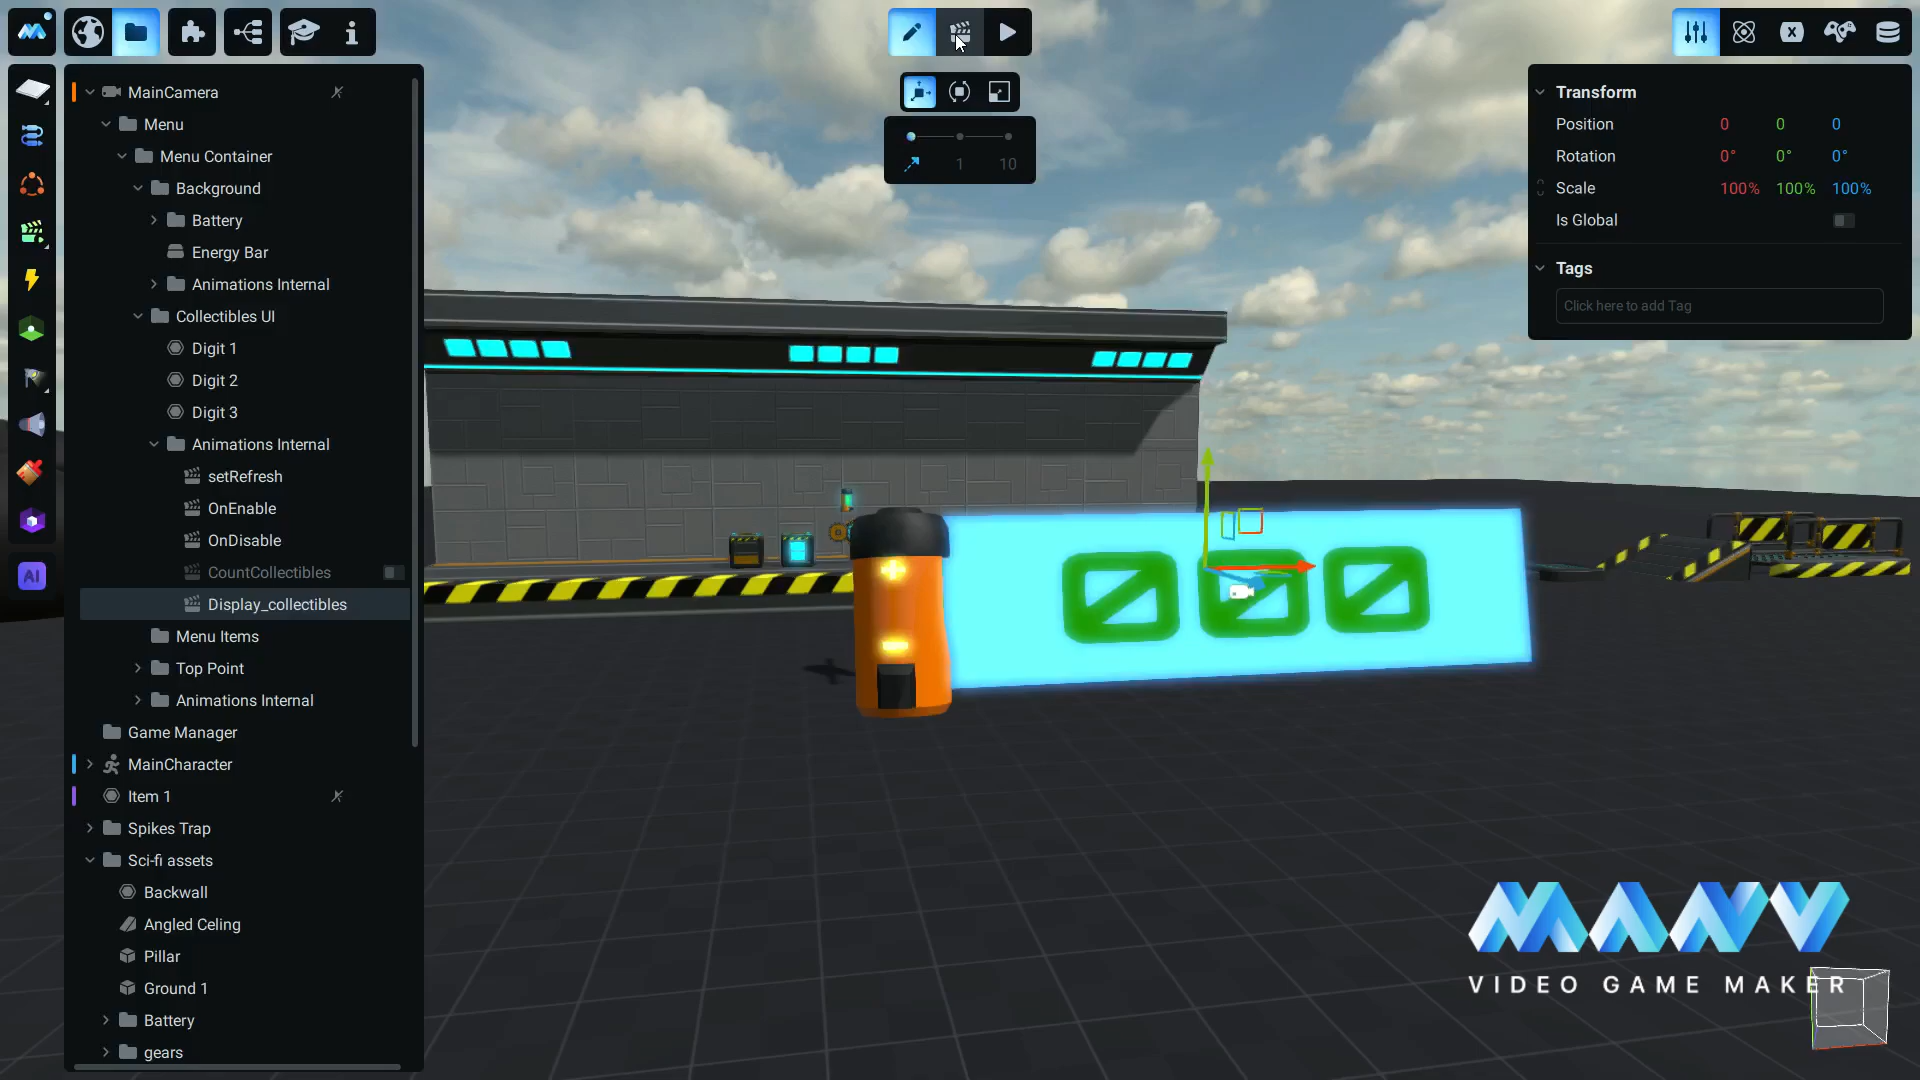 MainCamera
Menu
Menu Container
Background
Battery
Energy Bar
Animations Internal
Collectibles UI
Digit 1
Digit 2
Digit 3
Animations Internal
setRefresh
OnEnable
OnDisable
CountCollectibles
Display_collectibles
Menu Items
Top Point
Animations Internal
Game Manager
MainCharacter
Item 1
Spikes Trap
Sci-fi assets
Backwall
Angled Celing
Pillar
Ground 1
Battery
gears
AI
1 10
000
Transform
Position 0 0 0
Rotation 0° 0° 0°
Scale 100% 100% 100%
Is Global
Tags
Click here to add Tag
MANV
VIDEO GAME MAKER